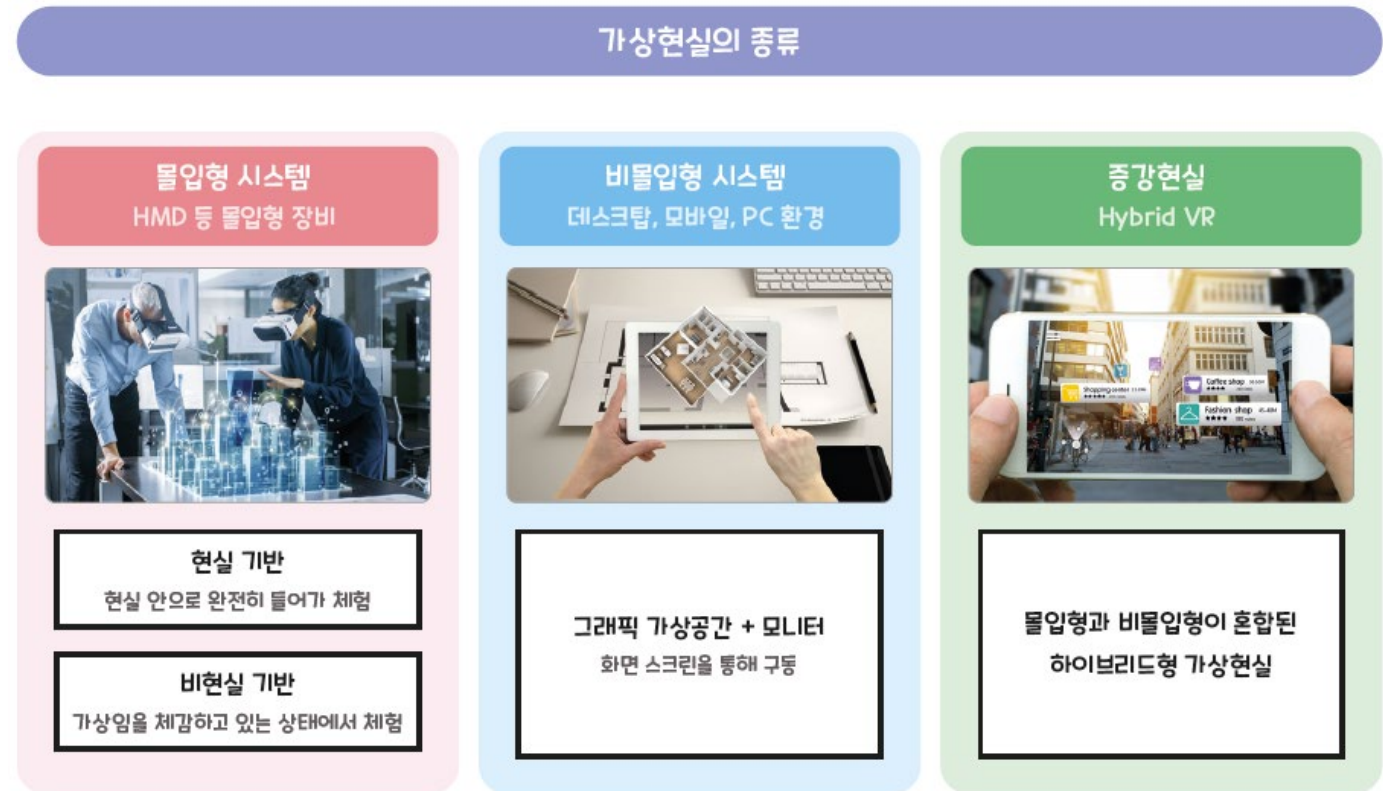 가상현실의 종류
몰입형 시스템
HMD 등 몰입형 장비
현실 기반
현실 안으로 완전히 들어가 체험
비현실 기반
가상임을 체감하고 있는 상태에서 체험
비몰입형 시스템
데스크탑, 모바일, PC 환경
그래픽 가상공간 + 모니터
화면 스크린을 통해 구동
증강현실
Hybrid VR
Shopping center
Coffee shop
Fashion shop
몰입형과 비몰입형이 혼합된
하이브리드형 가상현실